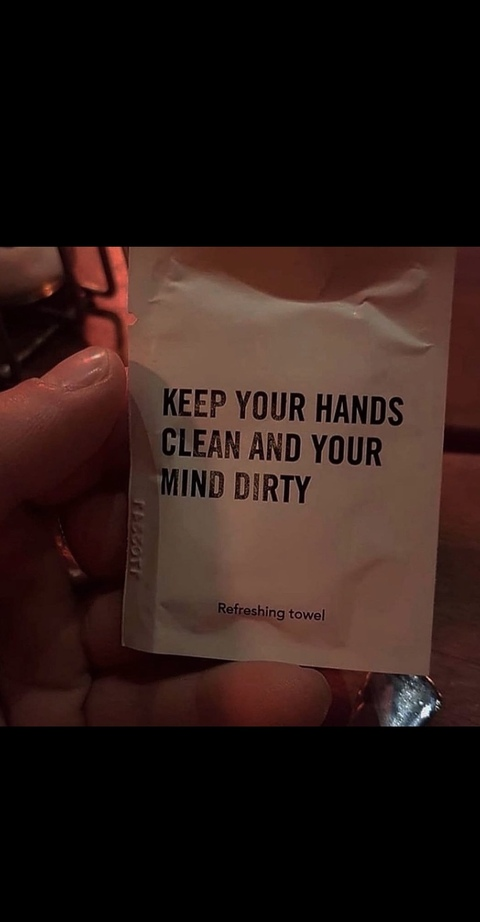 KEEP YOUR HANDS
CLEAN AND YOUR
MIND DIRTY
Refreshing towel